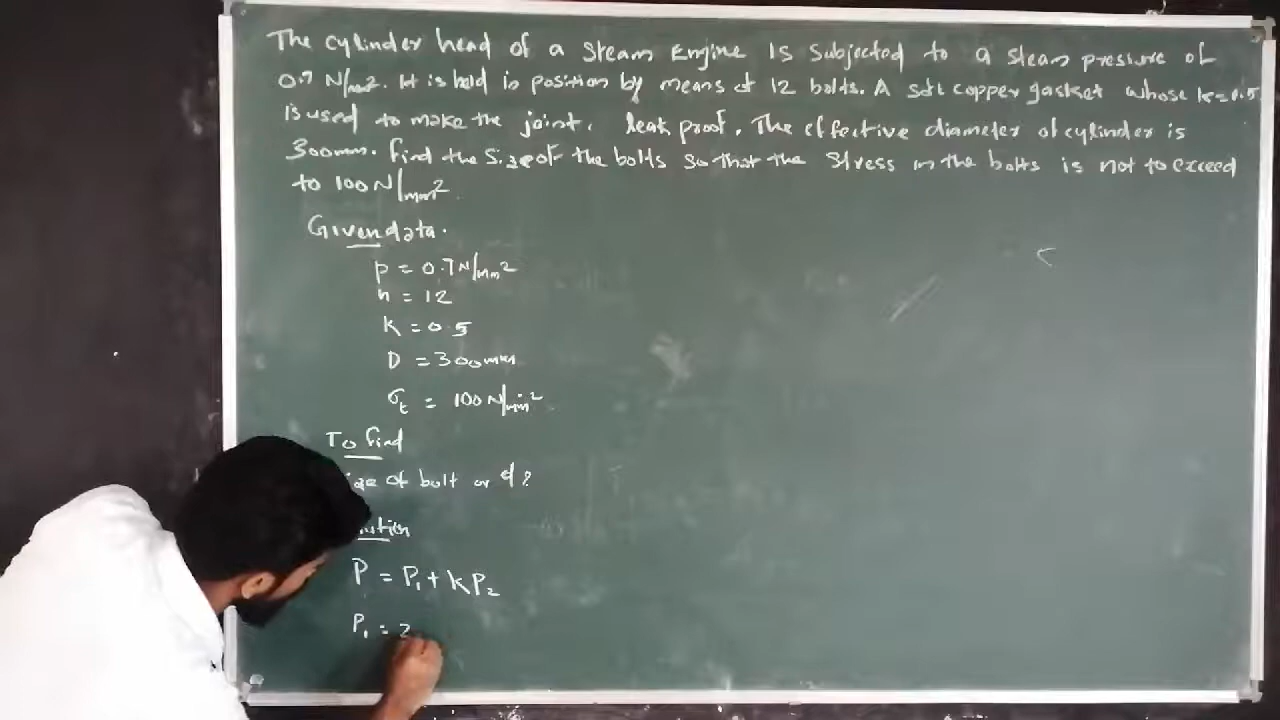 The cylinder head of a steam Engine is subjected to a steam pressure of
0.7 N/mm². It is held in position by means of 12 bolts. A soft copper gasket whose k=0.5
is used to make the joint, leak proof. The effective diameter of cylinder is
300mm. Find the size of the bolts so that the stress in the bolts is not to exceed
to 100 N/mm².
Given data.
p = 0.7 N/mm²
n = 12
K = 0.5
D = 300mm
σt = 100 N/mm²
To find
of bolt or d?
P = P₁ + KP₂
P₁ = 2